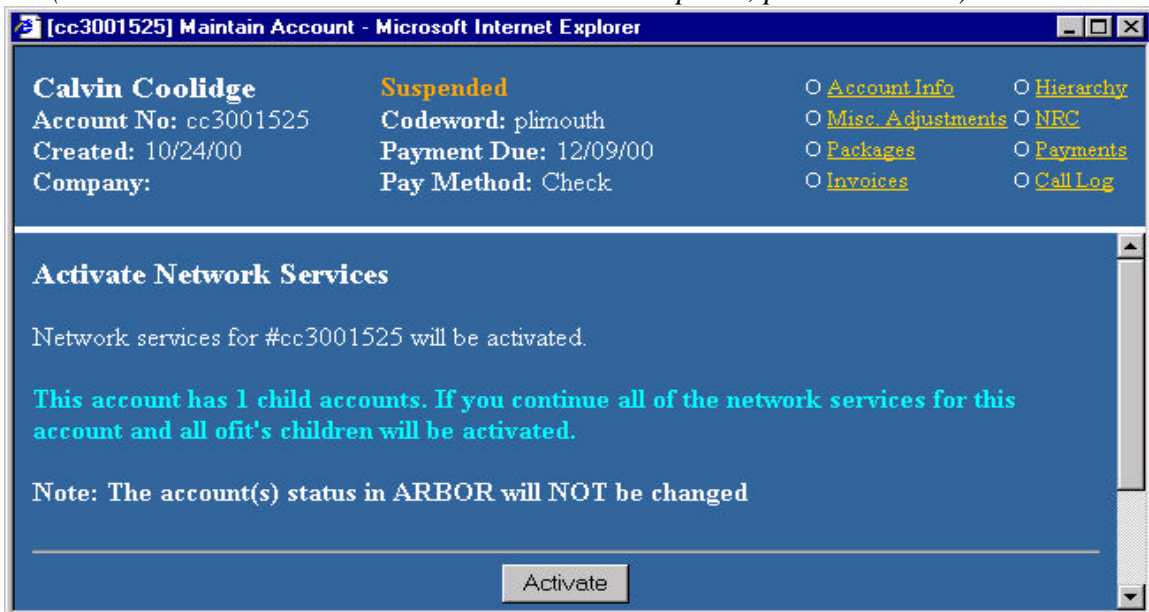 [cc3001525] Maintain Account - Microsoft Internet Explorer
Calvin Coolidge
Account No: cc3001525
Created: 10/24/00
Company:
Suspended
Codeword: plimouth
Payment Due: 12/09/00
Pay Method: Check
Account Info
Misc. Adjustments
Packages
Invoices
Hierarchy
NRC
Payments
Call Log
Activate Network Services
Network services for #cc3001525 will be activated.
This account has 1 child accounts. If you continue all of the network services for this
account and all ofit's children will be activated.
Note: The account(s) status in ARBOR will NOT be changed
Activate